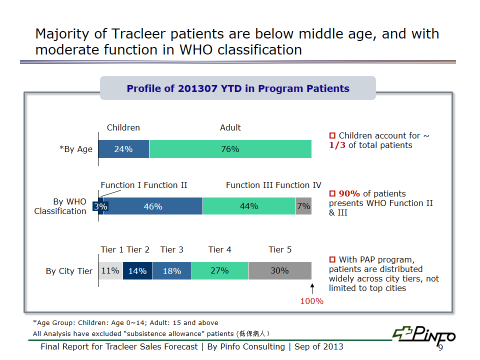 Majority of Tracleer patients are below middle age, and with
moderate function in WHO classification
Profile of 201307 YTD in Program Patients
Children Adult
*By Age 24% 76%
Children account for ~
1/3 of total patients
Function I Function II Function III Function IV
By WHO
Classification
3% 46% 44% 7%
90% of patients
presents WHO Function II
& III
Tier 1 Tier 2 Tier 3 Tier 4 Tier 5
By City Tier 11% 14% 18% 27% 30%
With PAP program,
patients are distributed
widely across city tiers, not
limited to top cities
100%
*Age Group: Children: Age 0~14; Adult: 15 and above
All Analysis have excluded "subsistence allowance" patients (低保病人)
Final Report for Tracleer Sales Forecast | By Pinfo Consulting | Sep of 2013
PINFO
9